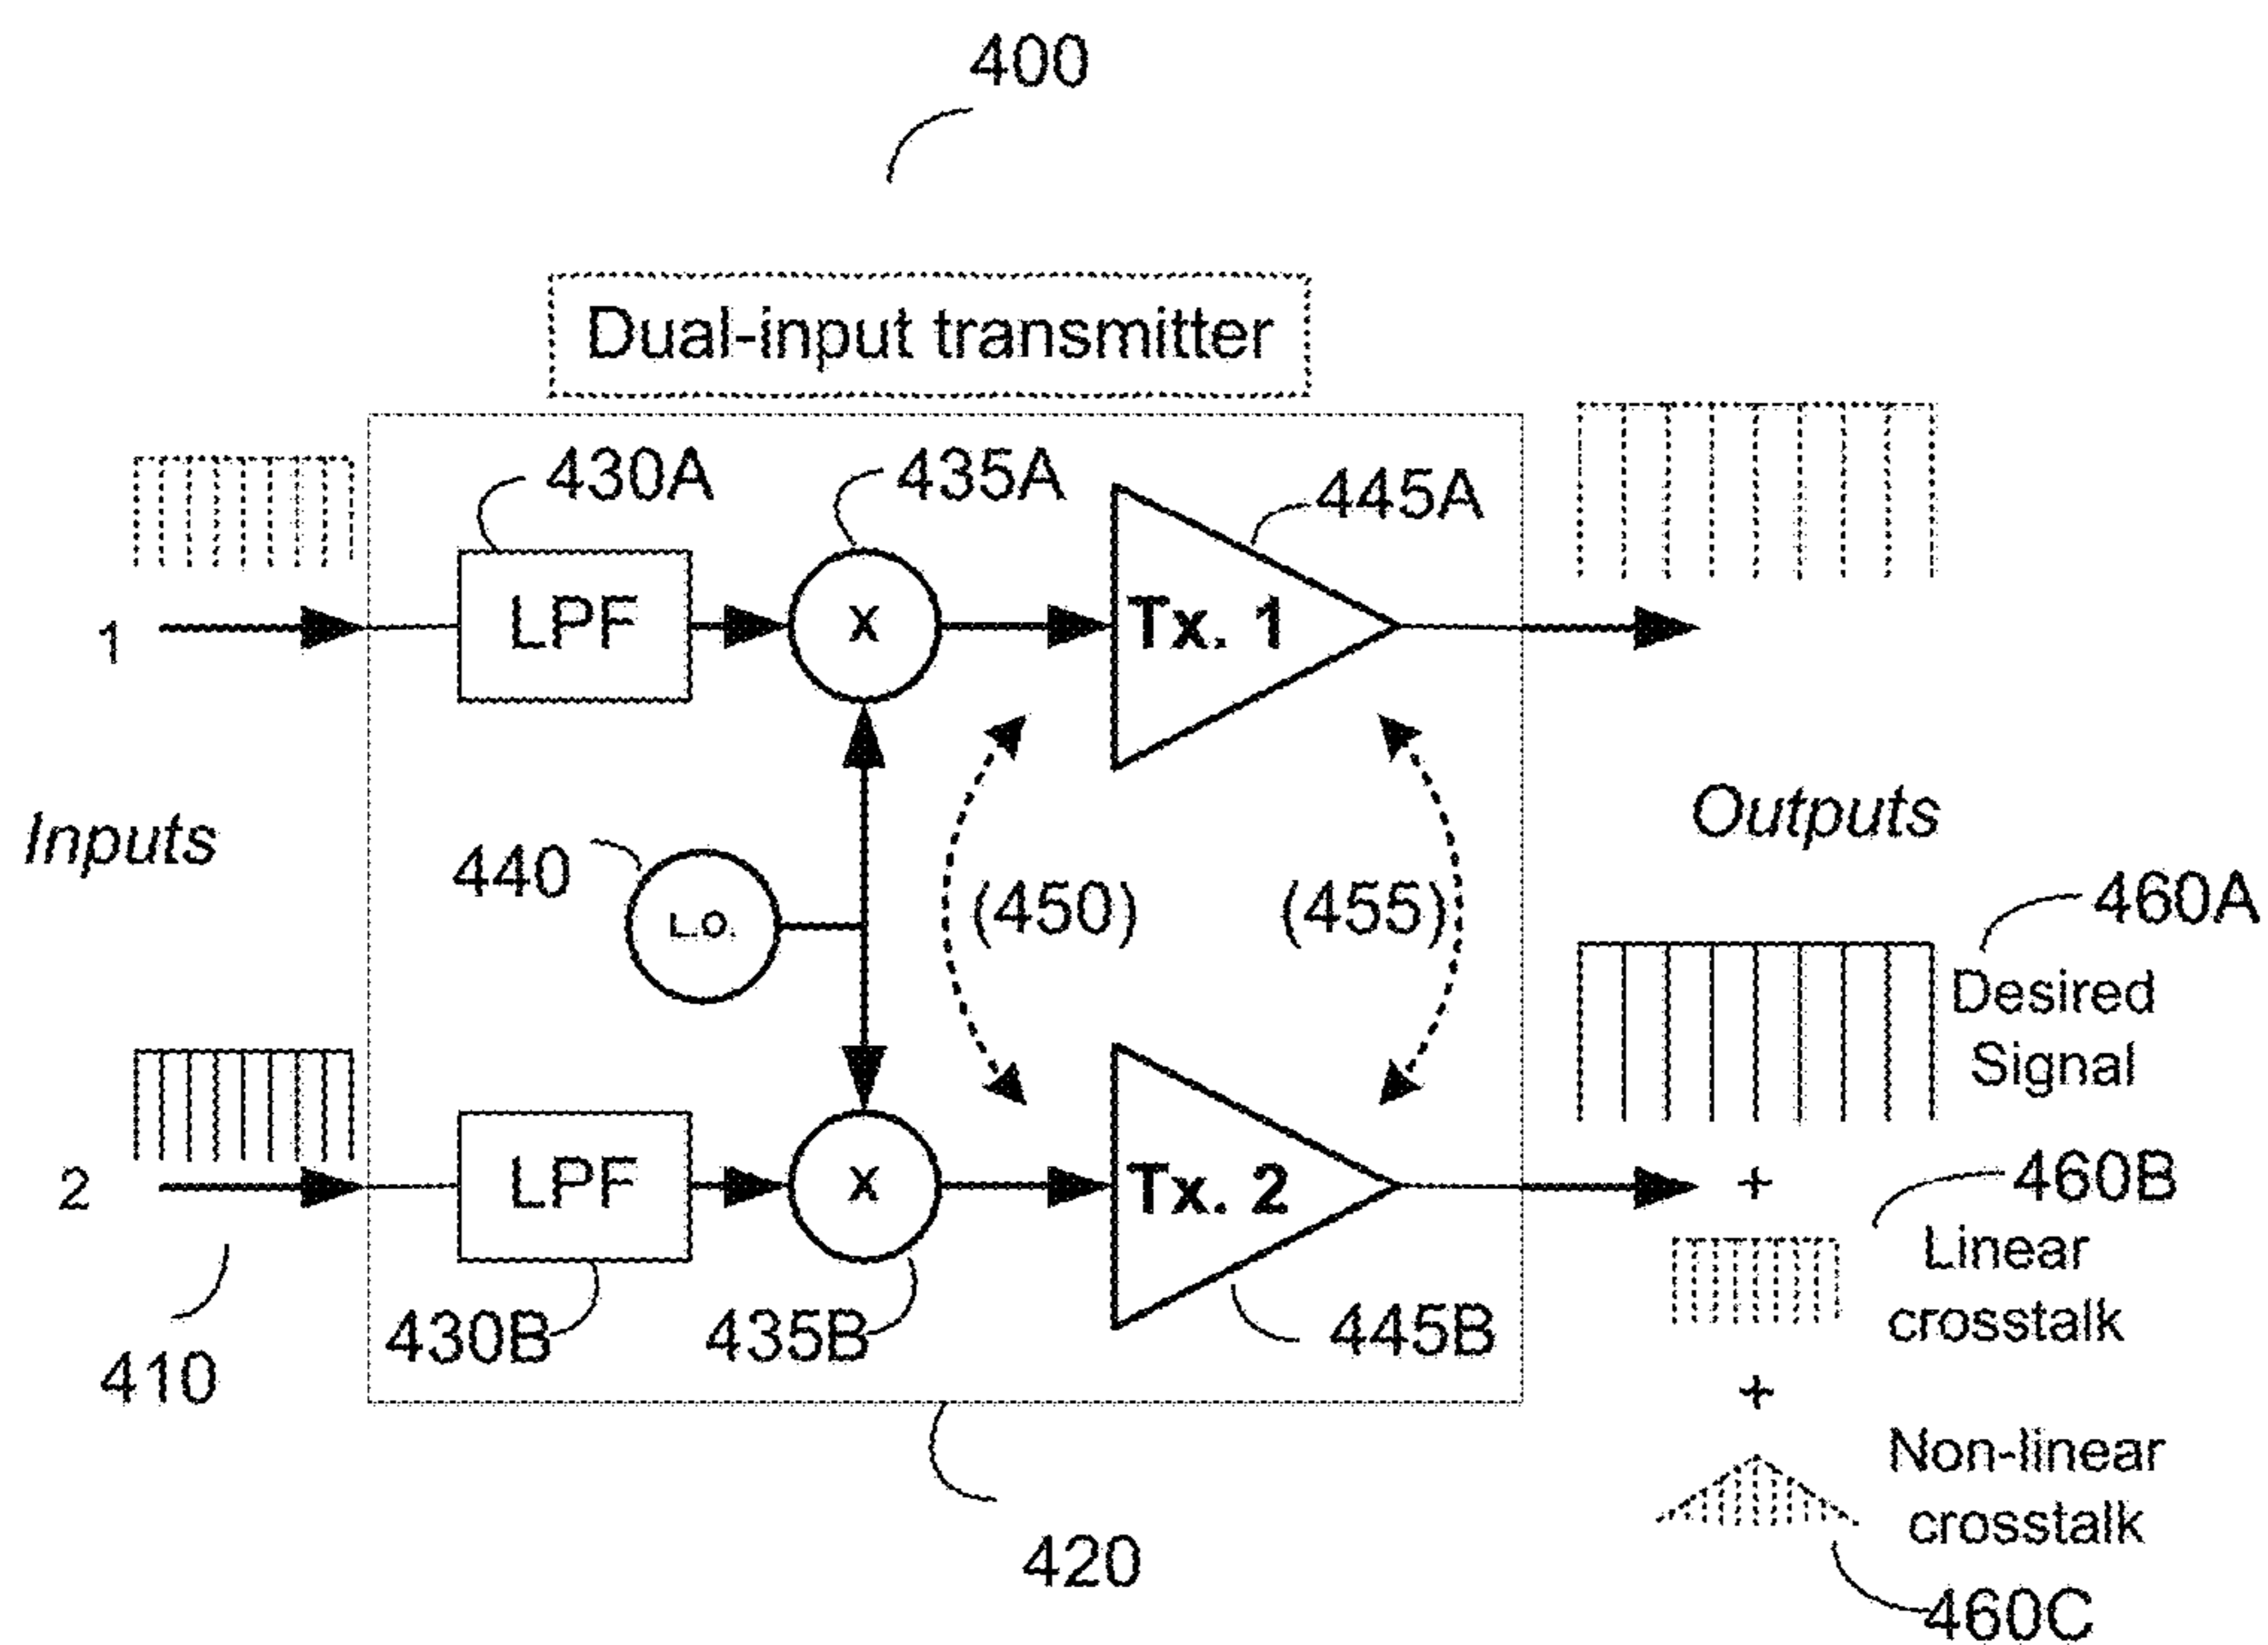 400
Dual-input transmitter
430A
435A
445A
1
LPF
X
Tx. 1
Inputs
Outputs
440
L.O.
(450)
(455)
460A
Desired
Signal
2
LPF
X
Tx. 2
+
460B
Linear
crosstalk
410
430B
435B
445B
+
Non-linear
crosstalk
420
460C